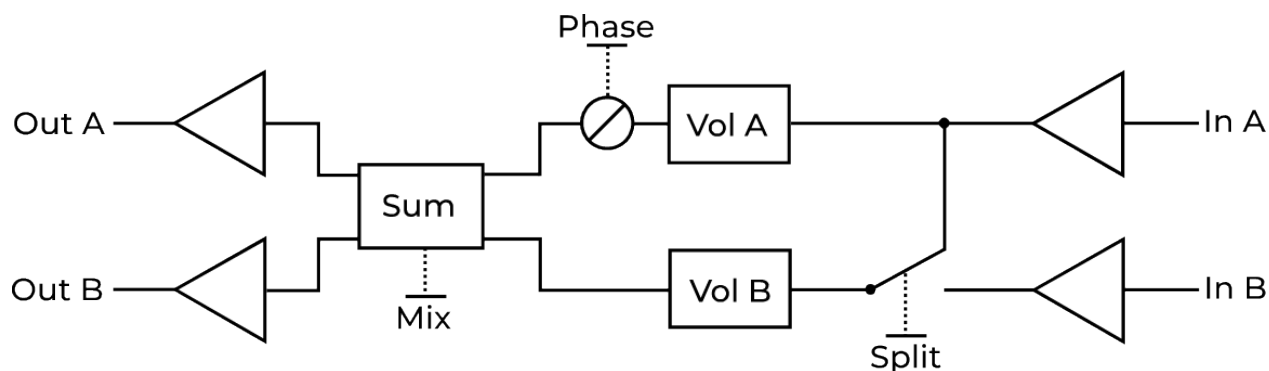 Phase
Out A
Vol A
In A
Sum
Out B
Vol B
In B
Mix
Split